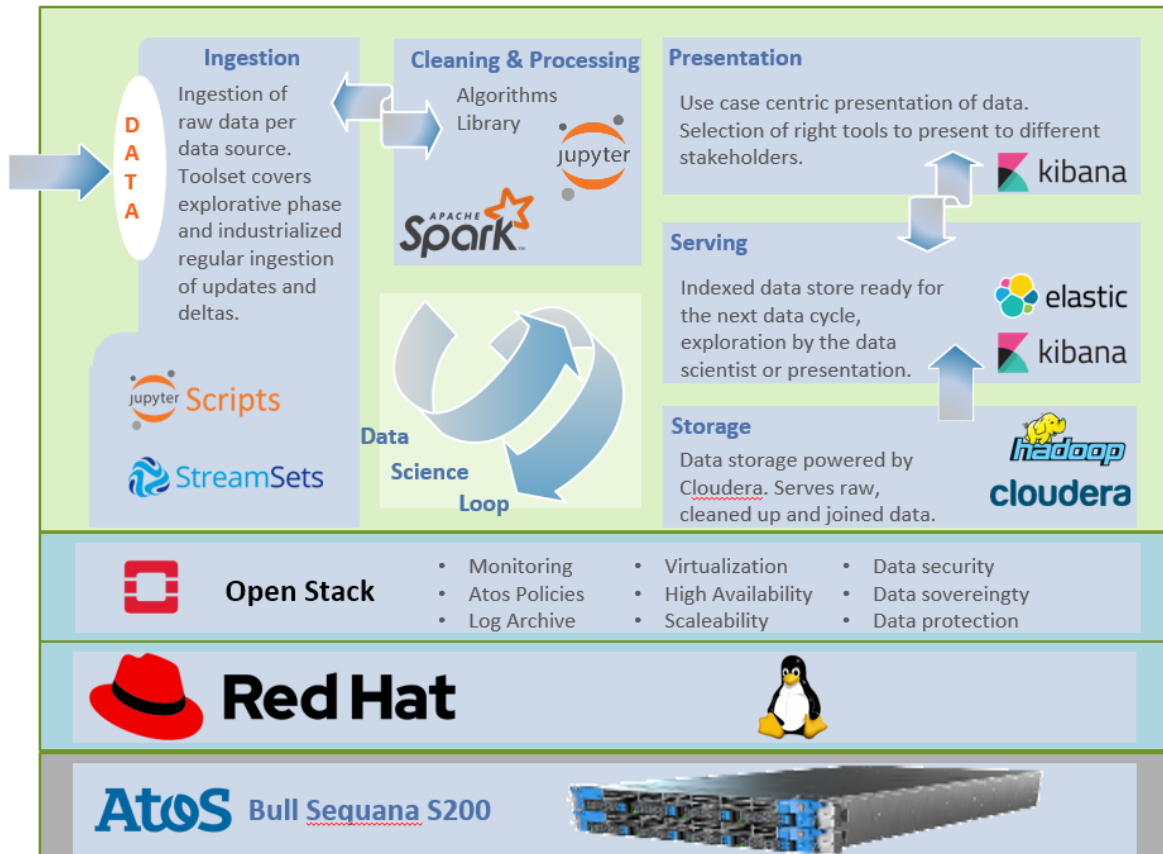 Ingestion
DATA
Ingestion of
raw data per
data source.
Toolset covers
explorative phase
and industrialized
regular ingestion
of updates and
deltas.
jupyter Scripts
StreamSets
Cleaning & Processing
Algorithms
Library
jupyter
APACHE
Spark™
Data
Science
Loop
Presentation
Use case centric presentation of data.
Selection of right tools to present to different
stakeholders.
kibana
Serving
Indexed data store ready for
the next data cycle,
exploration by the data
scientist or presentation.
elastic
kibana
Storage
Data storage powered by
Cloudera. Serves raw,
cleaned up and joined data.
hadoop
cloudera
Open Stack
• Monitoring
• Atos Policies
• Log Archive
• Virtualization
• High Availability
• Scaleability
• Data security
• Data sovereingty
• Data protection
Red Hat
Atos Bull Sequana S200